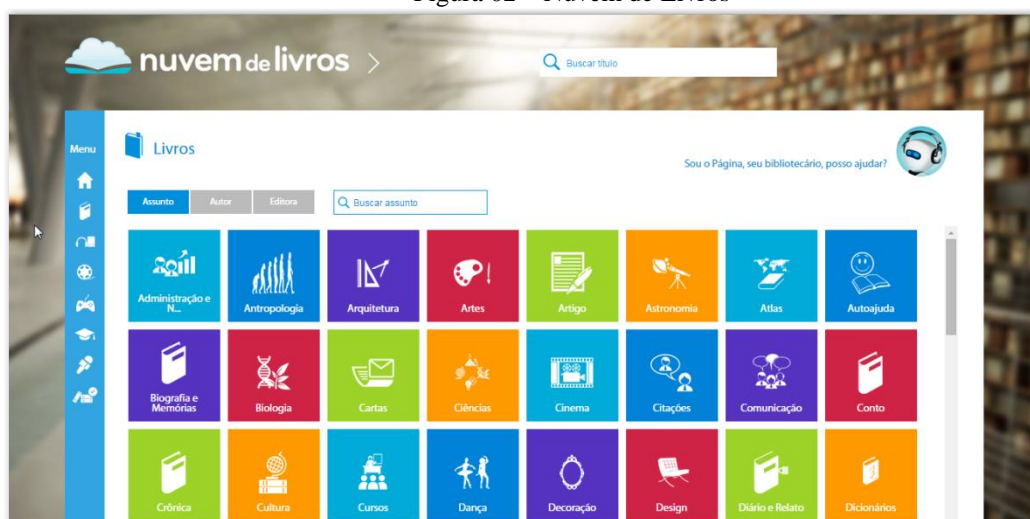 Figura 02 – Nuvem de Livros
nuvem de livros >
Buscar título
Menu
Livros
Sou o Página, seu bibliotecário, posso ajudar?
Assunto Autor Editora Buscar assunto
Administração e N... Antropologia Arquitetura Artes Artigo Astronomia Atlas Autoajuda
Biografia e Memórias Biologia Cartas Ciências Cinema Citações Comunicação Conto
Crônica Cultura Cursos Dança Decoração Design Diário e Relato Dicionários